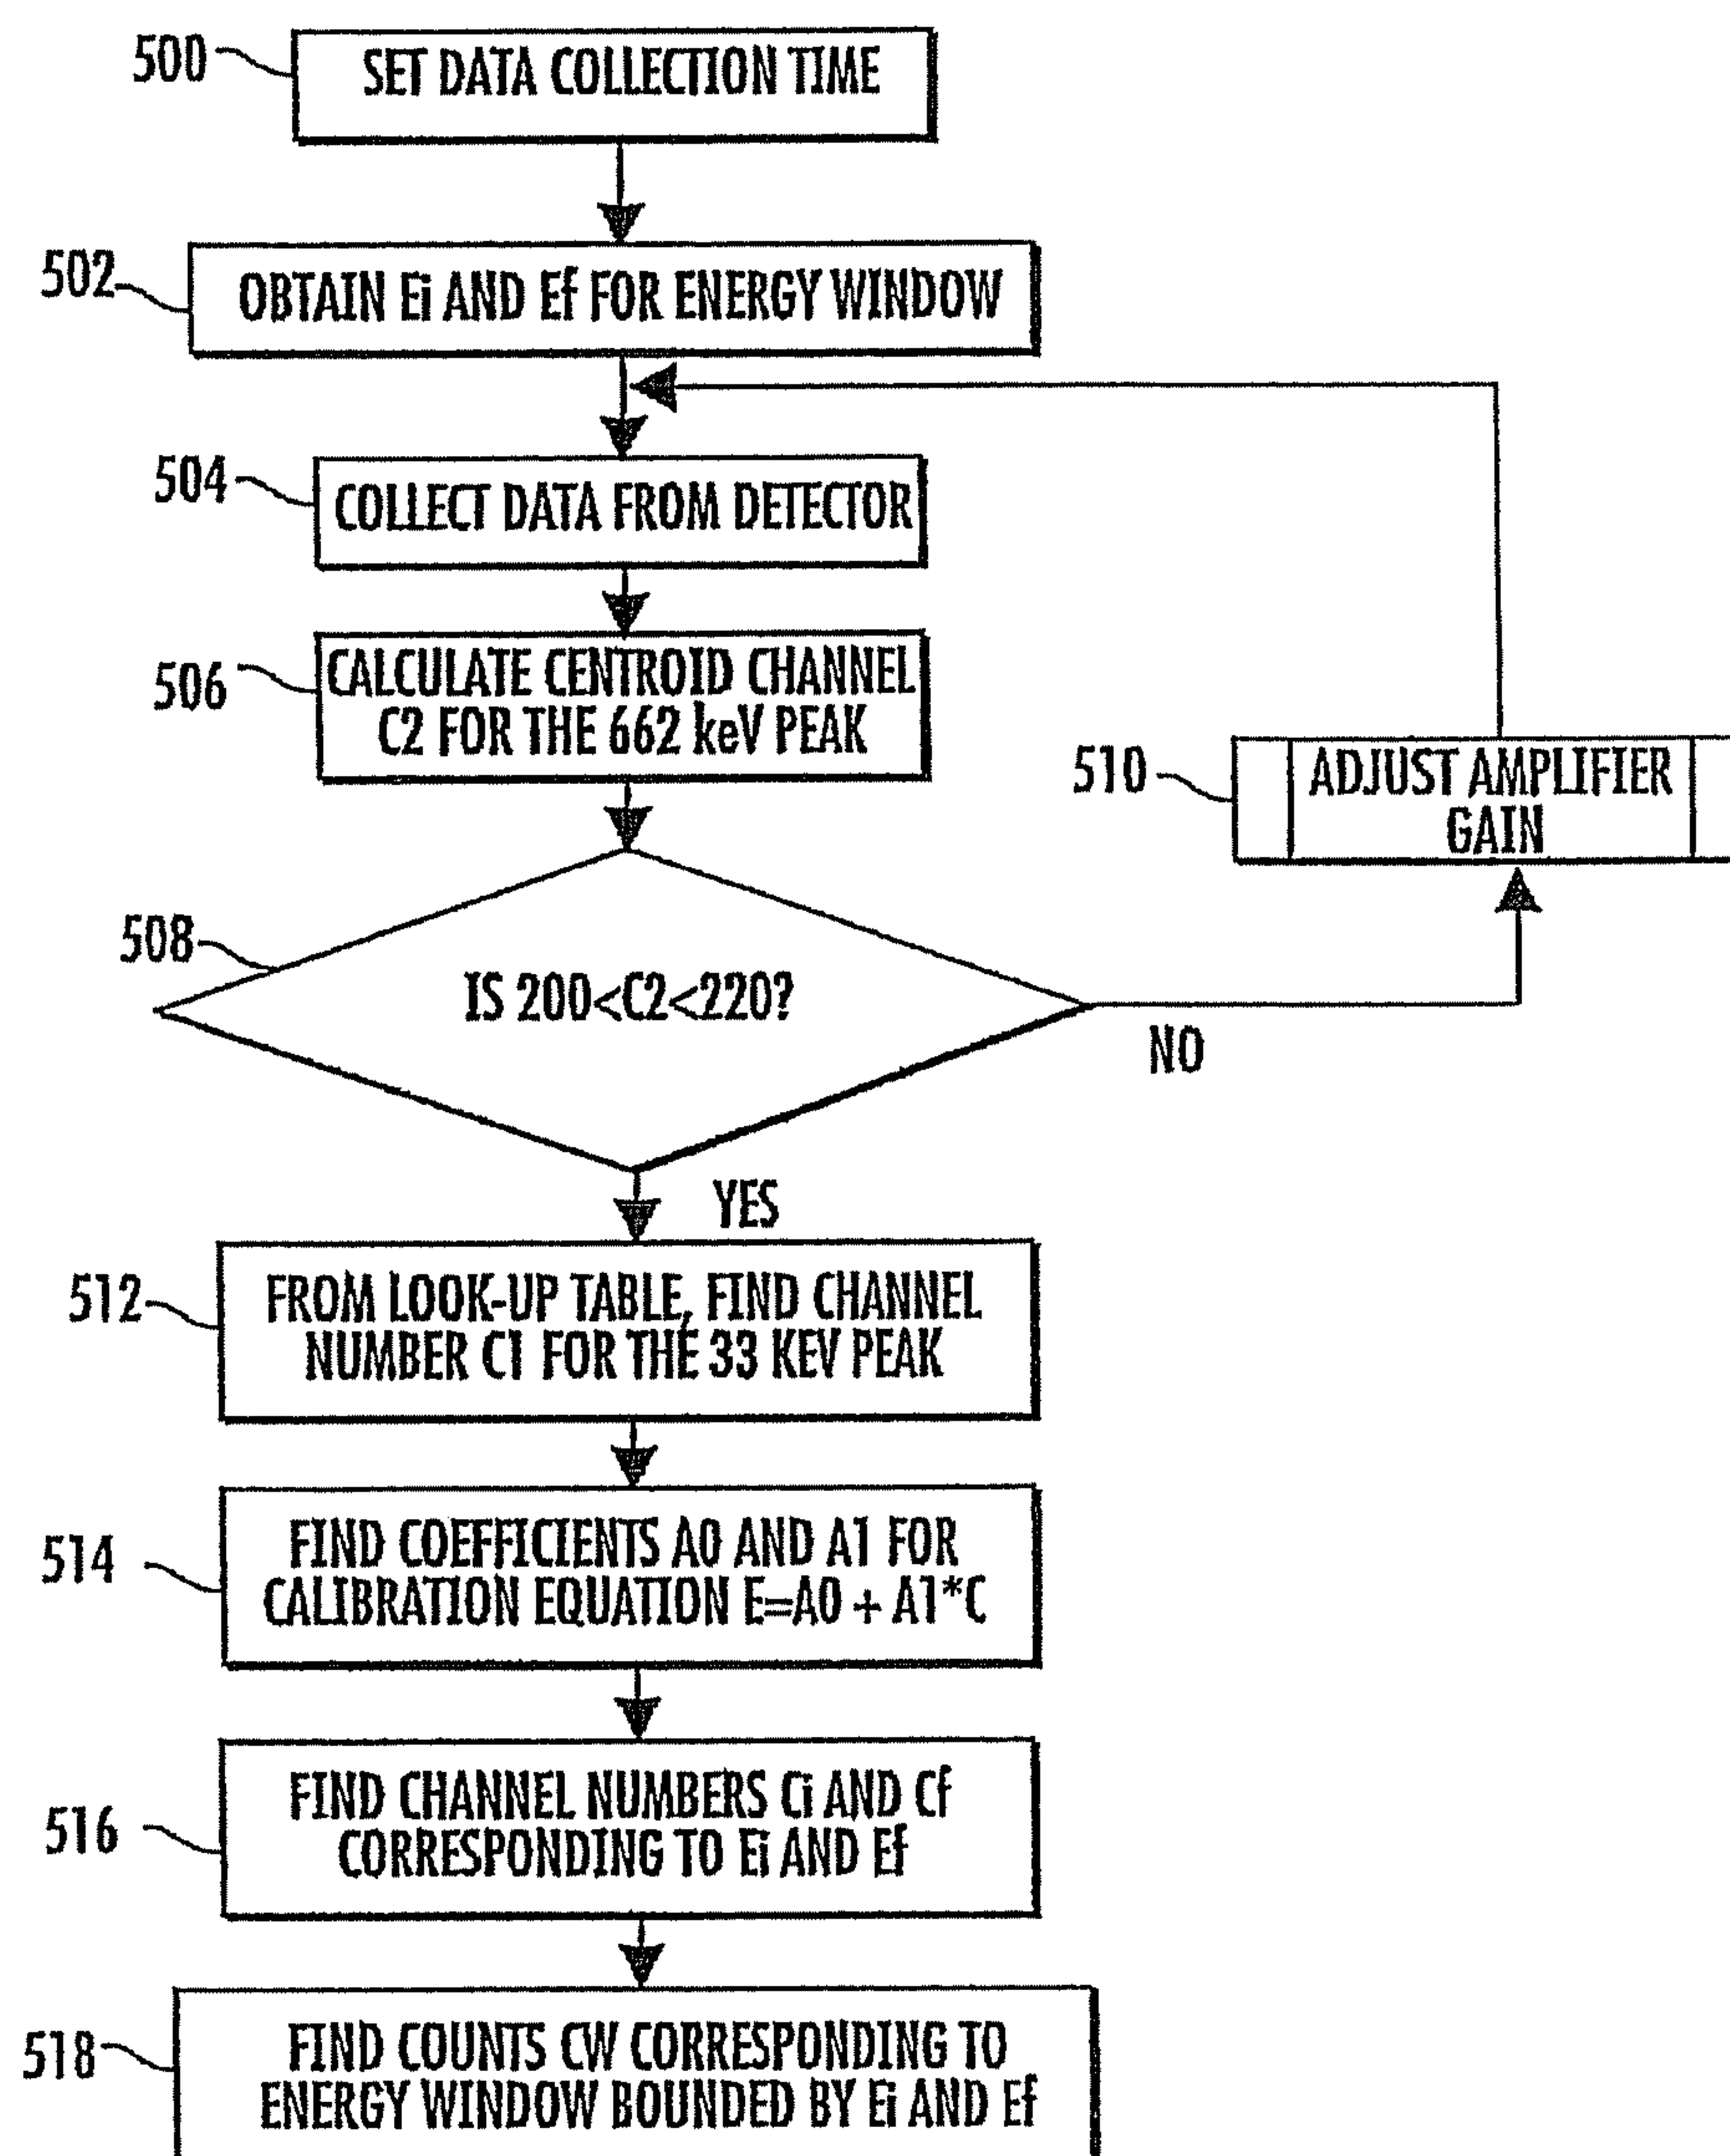 500
SET DATA COLLECTION TIME
502
OBTAIN Ei AND Ef FOR ENERGY WINDOW
504
COLLECT DATA FROM DETECTOR
506
CALCULATE CENTROID CHANNEL
C2 FOR THE 662 keV PEAK
510
ADJUST AMPLIFIER
GAIN
508
IS 200<C2<220?
NO
YES
512
FROM LOOK-UP TABLE, FIND CHANNEL
NUMBER C1 FOR THE 33 KEV PEAK
514
FIND COEFFICIENTS A0 AND A1 FOR
CALIBRATION EQUATION E=A0 + A1*C
516
FIND CHANNEL NUMBERS Ci AND Cf
CORRESPONDING TO Ei AND Ef
518
FIND COUNTS CW CORRESPONDING TO
ENERGY WINDOW BOUNDED BY Ei AND Ef